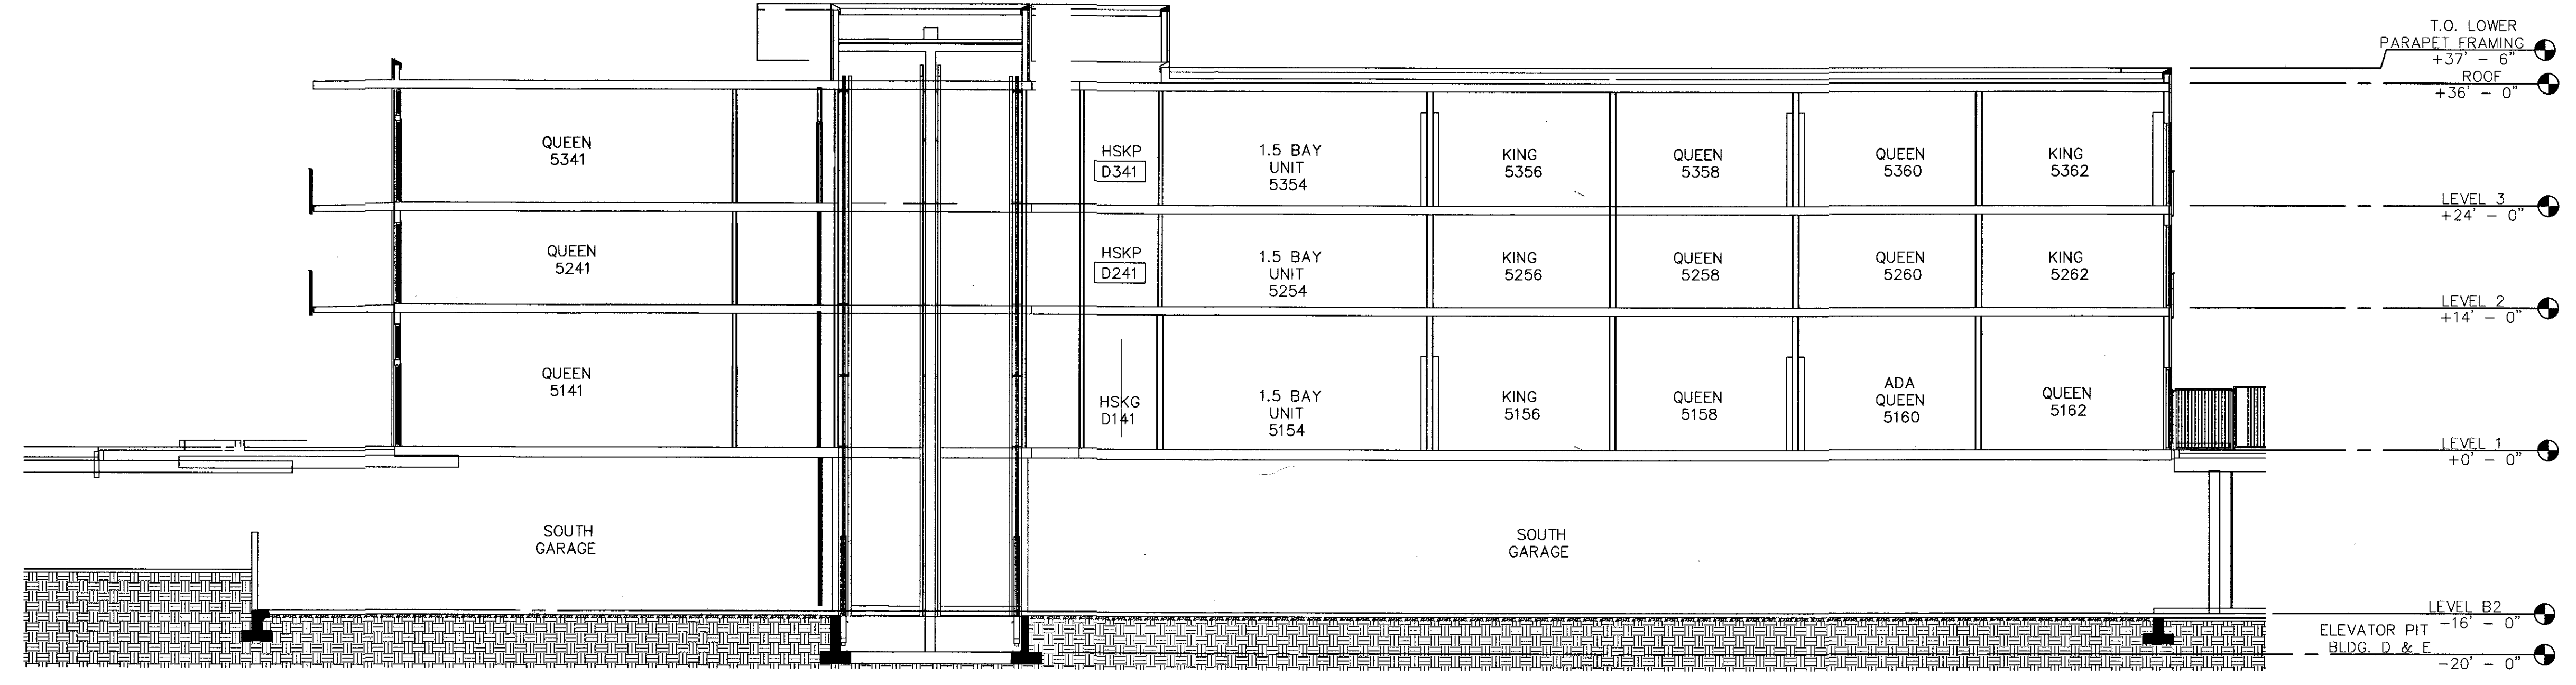 T.O. LOWER
PARAPET FRAMING
+37' - 6"
ROOF
+36' - 0"
QUEEN
5341
HSKP
D341
1.5 BAY
UNIT
5354
KING
5356
QUEEN
5358
QUEEN
5360
KING
5362
LEVEL 3
+24' - 0"
QUEEN
5241
HSKP
D241
1.5 BAY
UNIT
5254
KING
5256
QUEEN
5258
QUEEN
5260
KING
5262
LEVEL 2
+14' - 0"
QUEEN
5141
HSKG
D141
1.5 BAY
UNIT
5154
KING
5156
QUEEN
5158
ADA
QUEEN
5160
QUEEN
5162
LEVEL 1
+0' - 0"
SOUTH
GARAGE
SOUTH
GARAGE
LEVEL B2
-16' - 0"
ELEVATOR PIT
BLDG. D & E
-20' - 0"